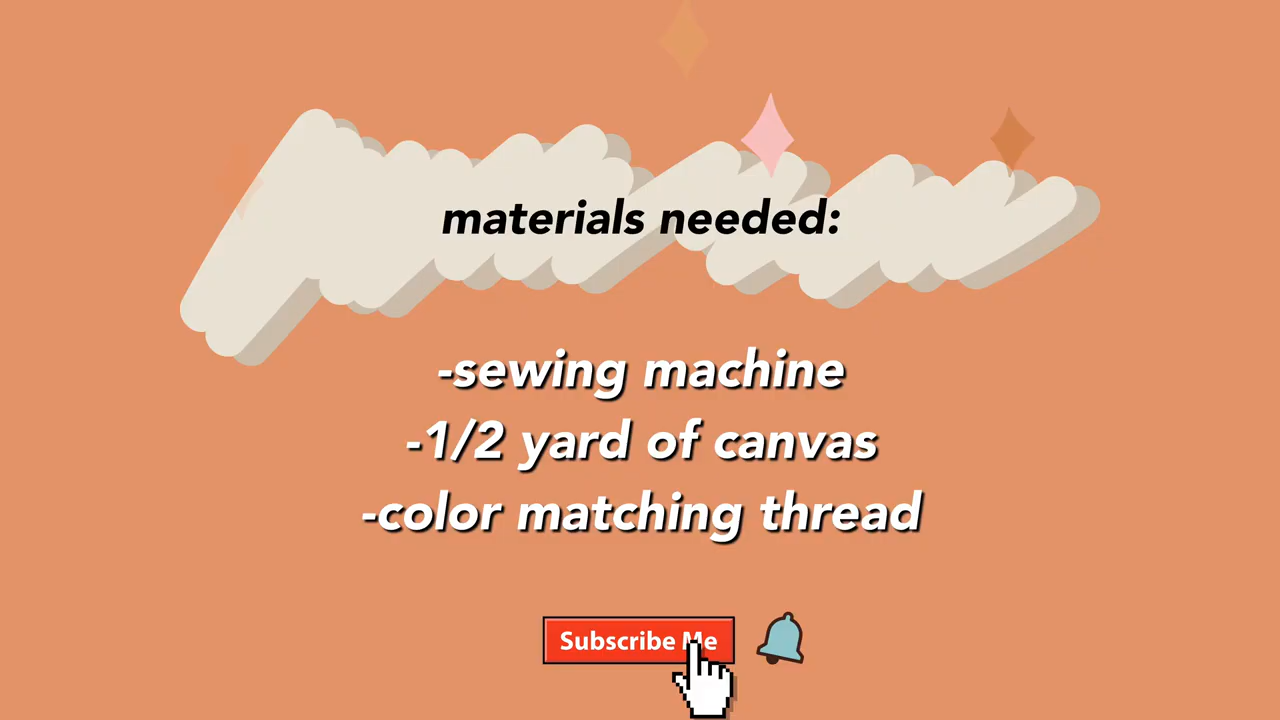 materials needed:
-sewing machine
-1/2 yard of canvas
-color matching thread
Subscribe Me